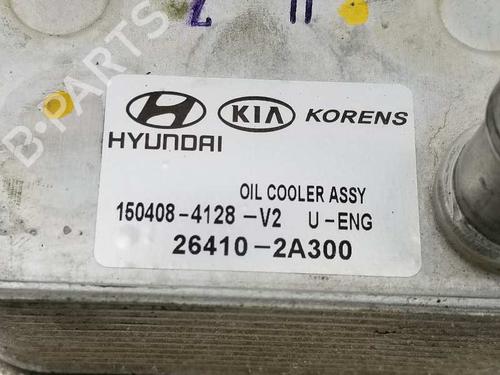 B-PARTS
HYUNDAI
KIA
KORENS
OIL COOLER ASSY
150408-4128-V2 U-ENG
26410-2A300